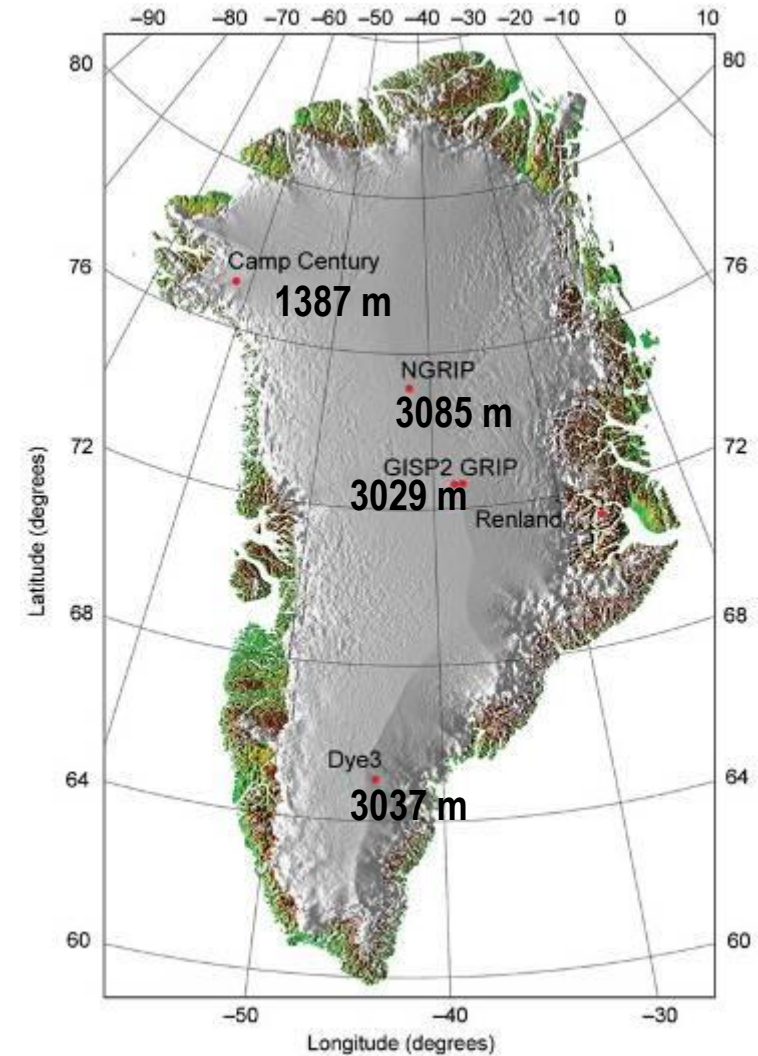 –90 –80 –70 –60 –50 –40 –30 –20 –10 0 10
80 80
Camp Century
76 76
1387 m
NGRIP
3085 m
72 72
GISP2 GRIP
3029 m
Renland
Latitude (degrees)
68 68
Dye3
64 64
3037 m
60 60
–50 –40 –30
Longitude (degrees)